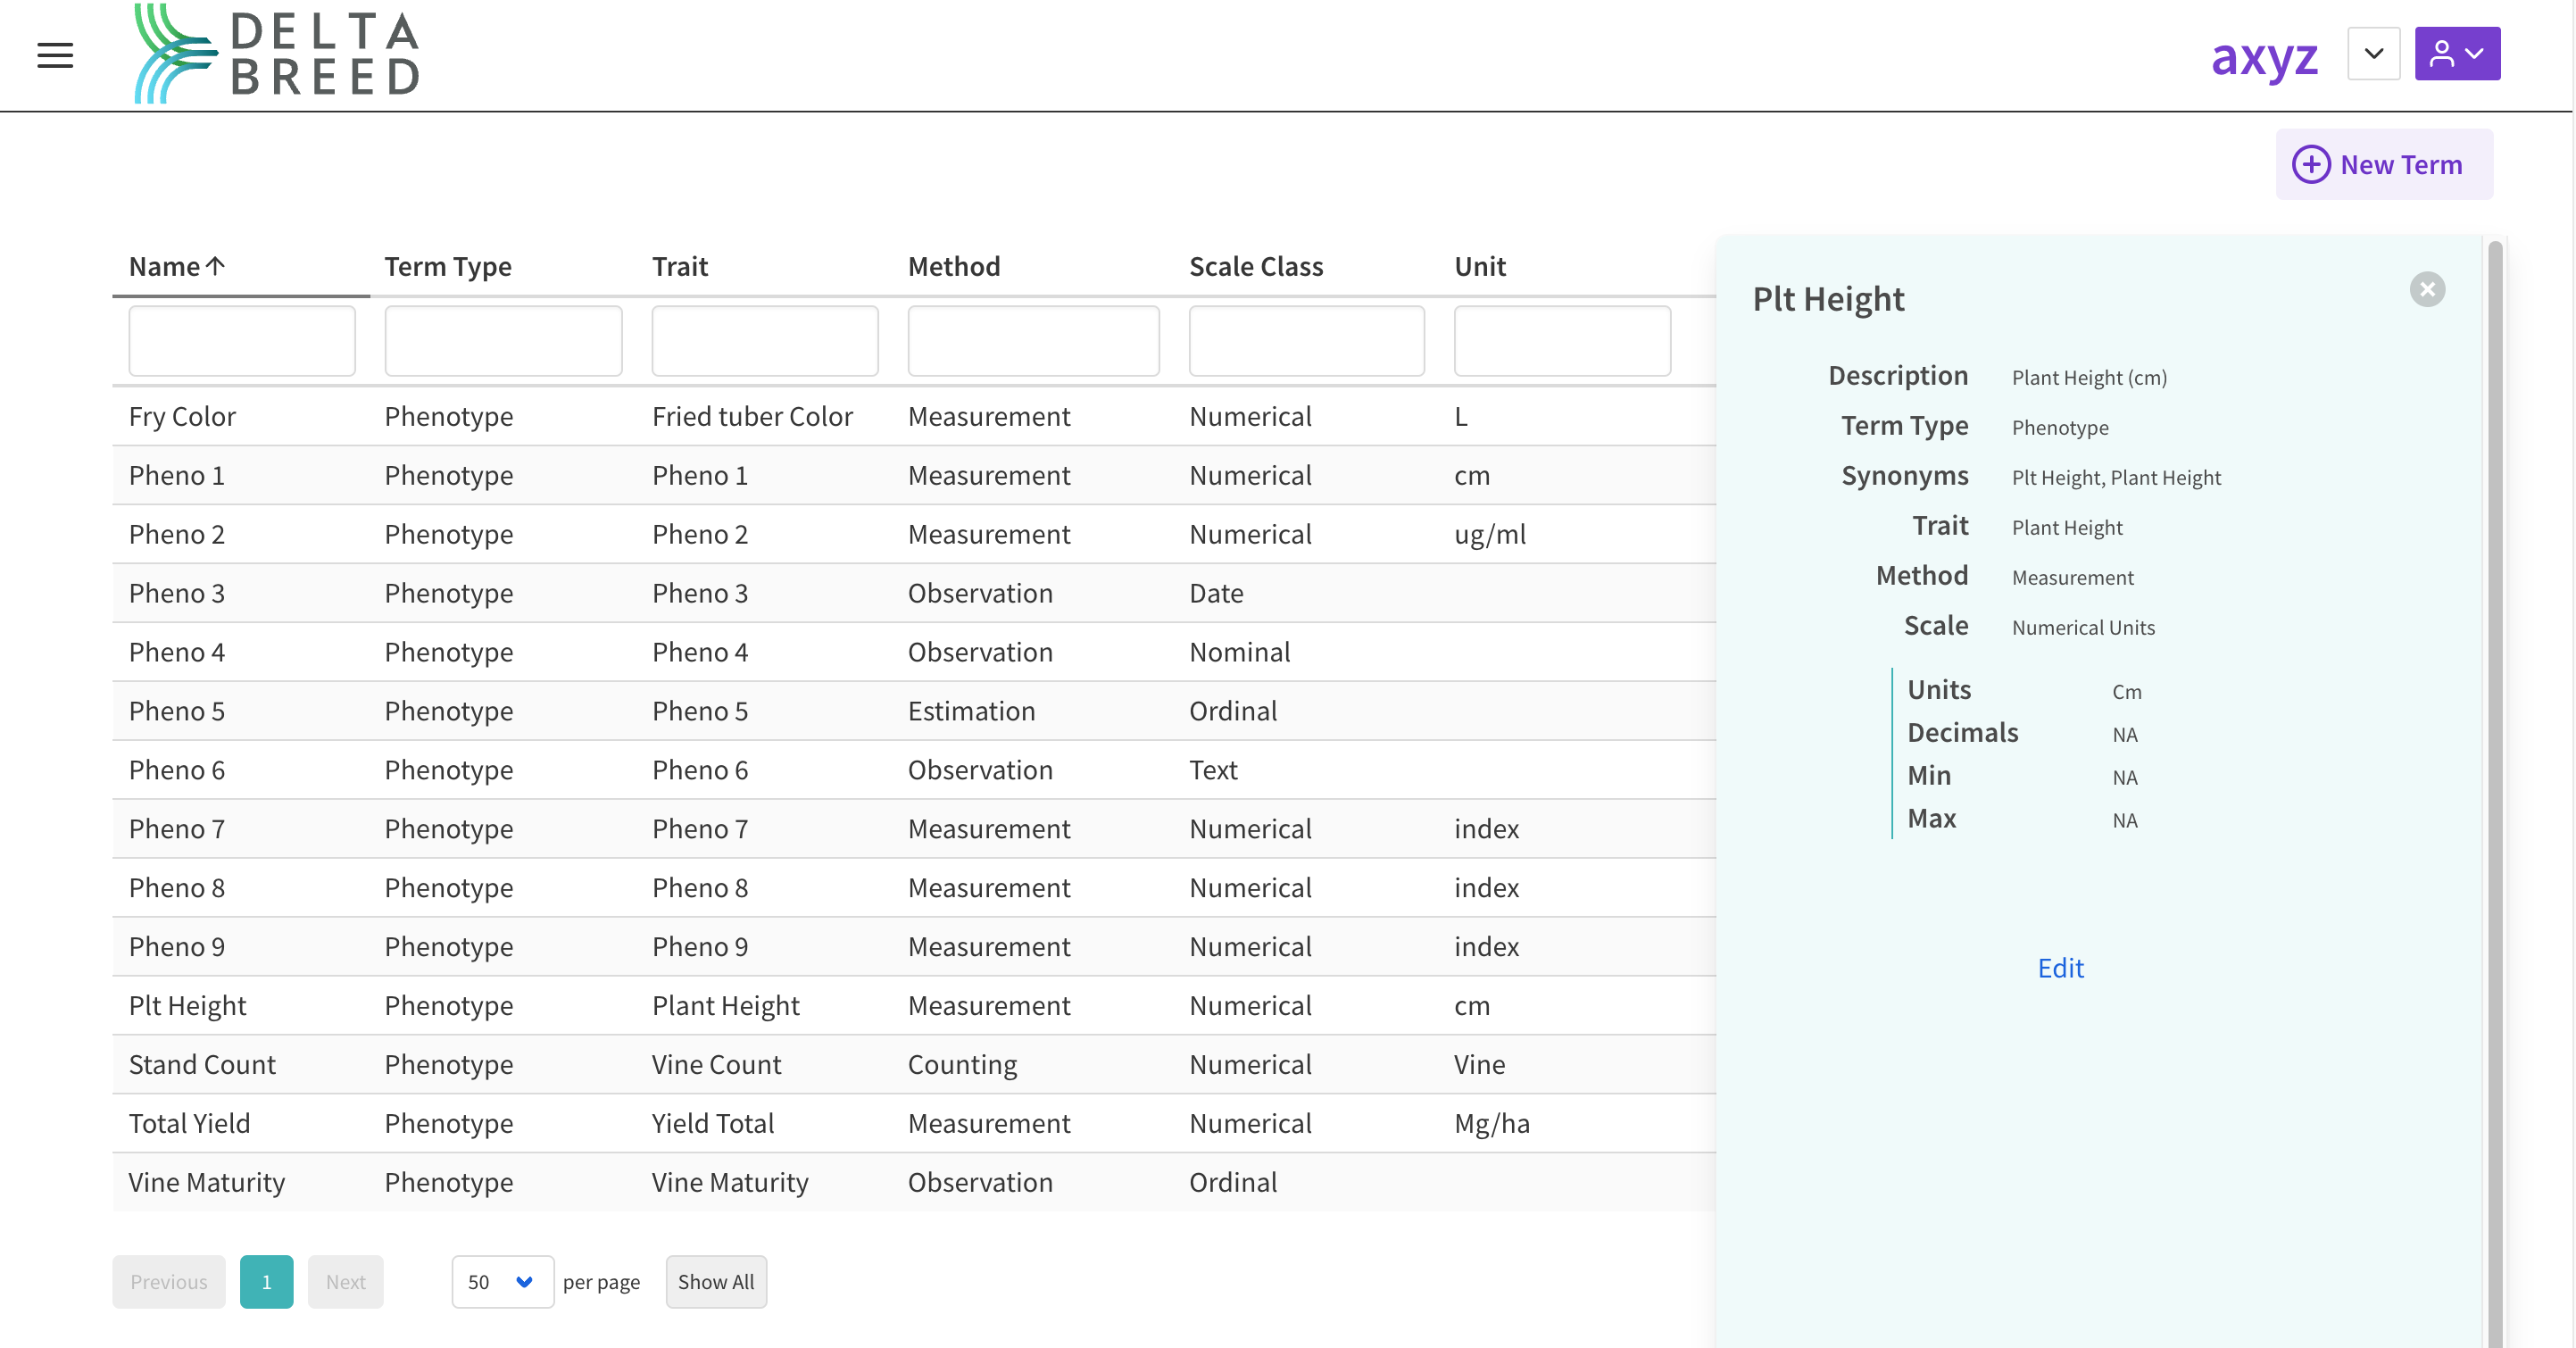 DELTA
BREED
axyz
New Term
Name Term Type Trait Method Scale Class Unit
Fry Color Phenotype Fried tuber Color Measurement Numerical L
Pheno 1 Phenotype Pheno 1 Measurement Numerical cm
Pheno 2 Phenotype Pheno 2 Measurement Numerical ug/ml
Pheno 3 Phenotype Pheno 3 Observation Date
Pheno 4 Phenotype Pheno 4 Observation Nominal
Pheno 5 Phenotype Pheno 5 Estimation Ordinal
Pheno 6 Phenotype Pheno 6 Observation Text
Pheno 7 Phenotype Pheno 7 Measurement Numerical index
Pheno 8 Phenotype Pheno 8 Measurement Numerical index
Pheno 9 Phenotype Pheno 9 Measurement Numerical index
Plt Height Phenotype Plant Height Measurement Numerical cm
Stand Count Phenotype Vine Count Counting Numerical Vine
Total Yield Phenotype Yield Total Measurement Numerical Mg/ha
Vine Maturity Phenotype Vine Maturity Observation Ordinal
Previous 1 Next 50 per page Show All
Plt Height
Description Plant Height (cm)
Term Type Phenotype
Synonyms Plt Height, Plant Height
Trait Plant Height
Method Measurement
Scale Numerical Units
Units Cm
Decimals NA
Min NA
Max NA
Edit